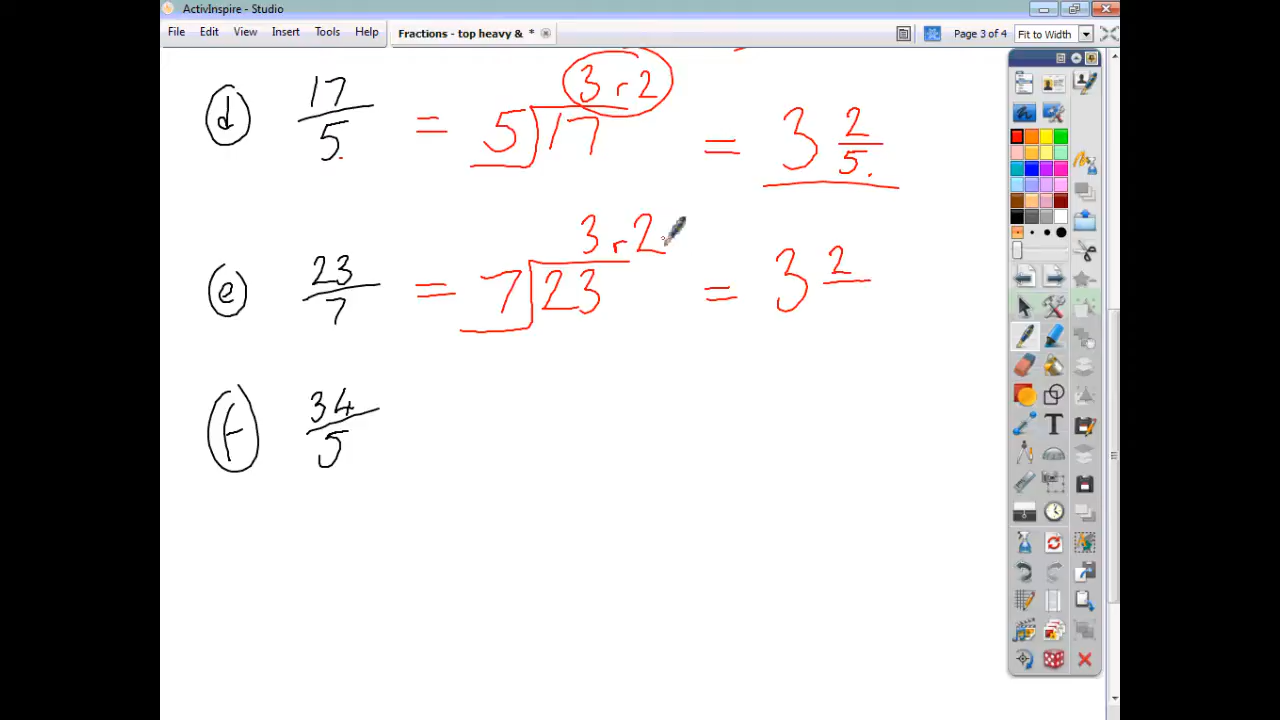 ActivInspire - Studio
File Edit View Insert Tools Help Fractions - top heavy & * Page 3 of 4 Fit to Width
3 r 2
d 17/5 = 5 17 = 3 2/5.
3 r 2
e 23/7 = 7 23 = 3 2
f 34/5